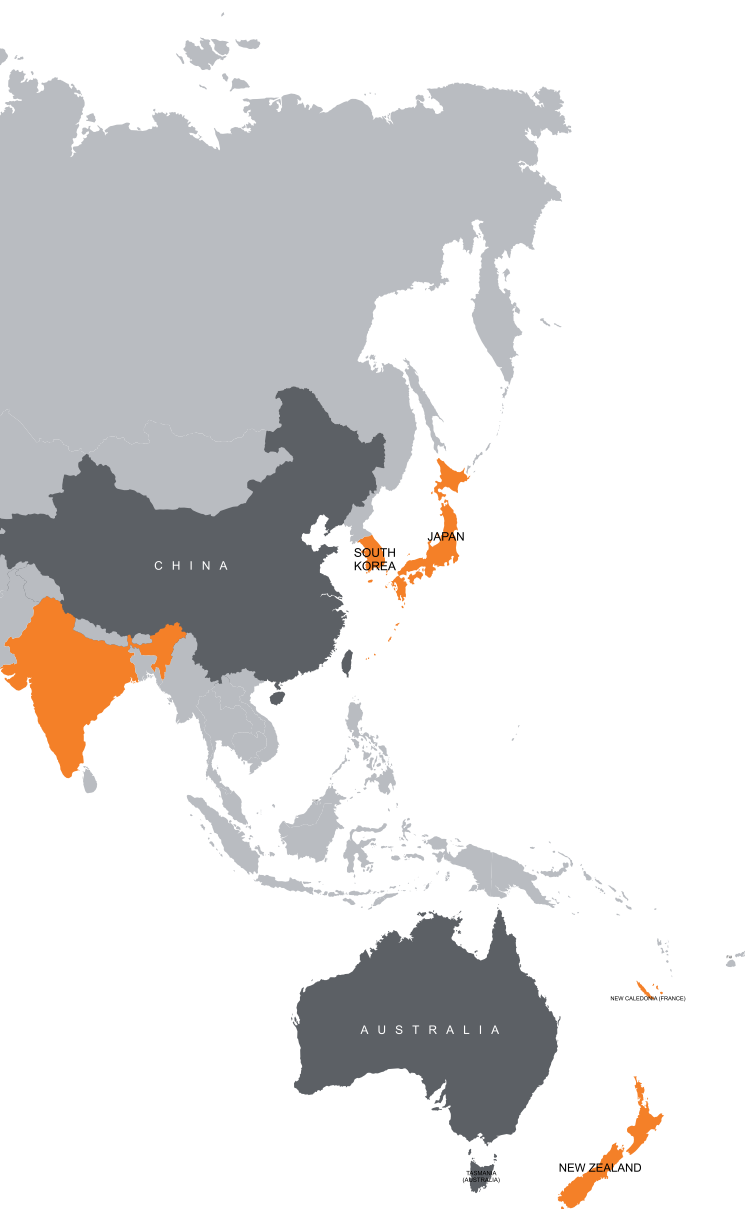 JAPAN
SOUTH
KOREA
CHINA
NEW CALEDONIA (FRANCE)
AUSTRALIA
NEW ZEALAND
TASMANIA
(AUSTRALIA)